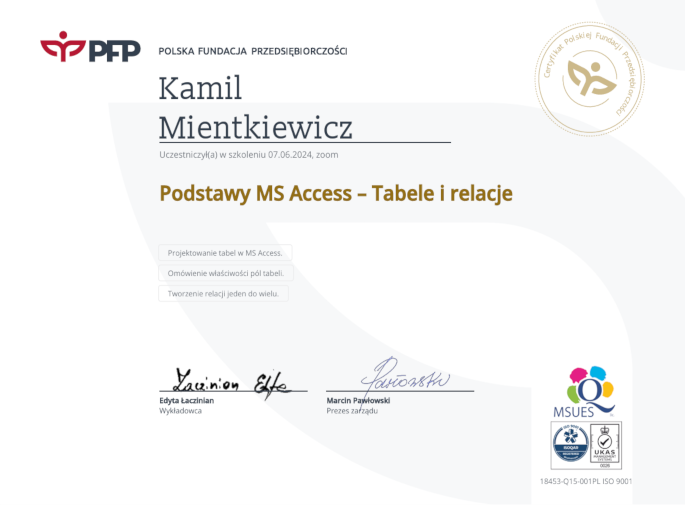 PFP
POLSKA FUNDACJA PRZEDSIĘBIORCZOŚCI
Certyfikat Polskiej Fundacji Przedsiębiorczości
Kamil
Mientkiewicz
Uczestniczył(a) w szkoleniu 07.06.2024, zoom
Podstawy MS Access – Tabele i relacje
Projektowanie tabel w MS Access.
Omówienie właściwości pól tabeli.
Tworzenie relacji jeden do wielu.
Łaczinian Edyta
Pawłowski
Edyta Łaczinian
Wykładowca
Marcin Pawłowski
Prezes zarządu
Q
MSUES
UKAS
MANAGEMENT
SYSTEMS
0026
18453-Q15-001PL ISO 9001